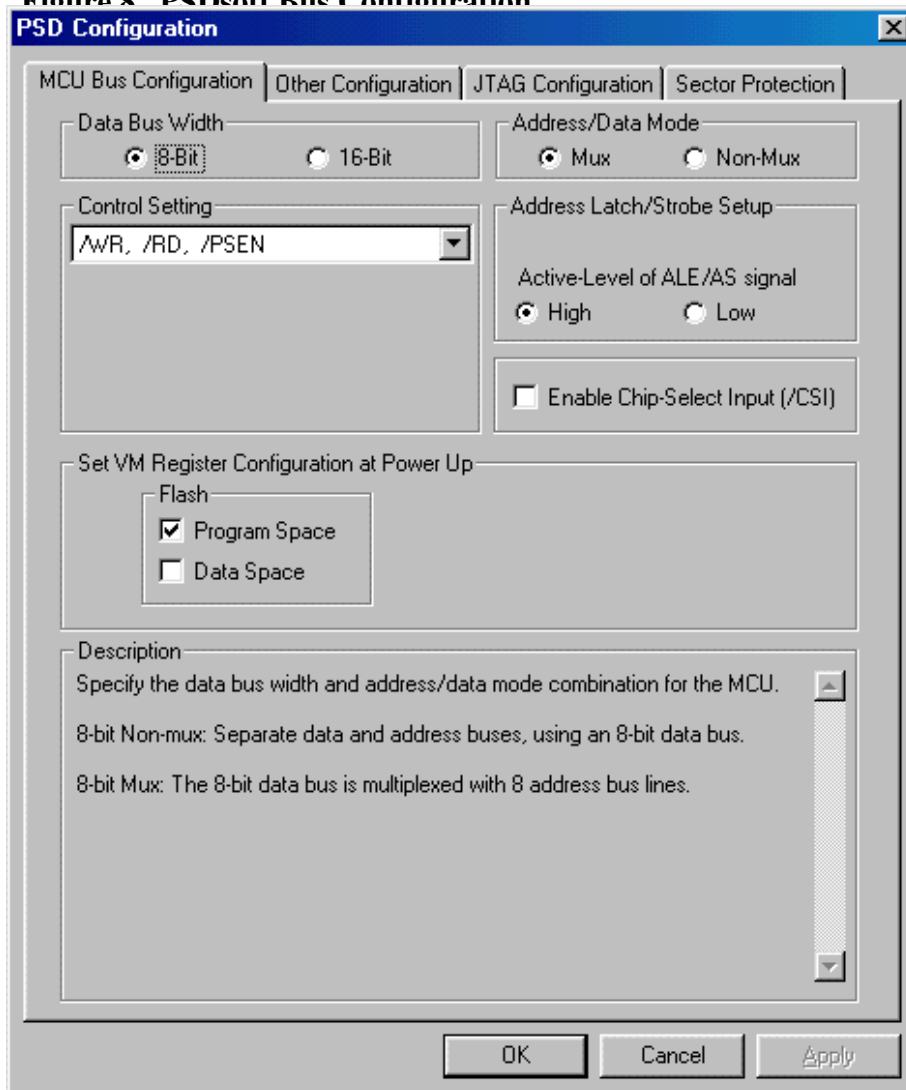 Figure 8. PSDsoft Bus Configuration
PSD Configuration
MCU Bus Configuration Other Configuration JTAG Configuration Sector Protection
Data Bus Width
8-Bit 16-Bit
Address/Data Mode
Mux Non-Mux
Control Setting
/WR, /RD, /PSEN
Address Latch/Strobe Setup
Active-Level of ALE/AS signal
High Low
Enable Chip-Select Input (/CSI)
Set VM Register Configuration at Power Up
Flash
Program Space
Data Space
Description
Specify the data bus width and address/data mode combination for the MCU.
8-bit Non-mux: Separate data and address buses, using an 8-bit data bus.
8-bit Mux: The 8-bit data bus is multiplexed with 8 address bus lines.
OK Cancel Apply